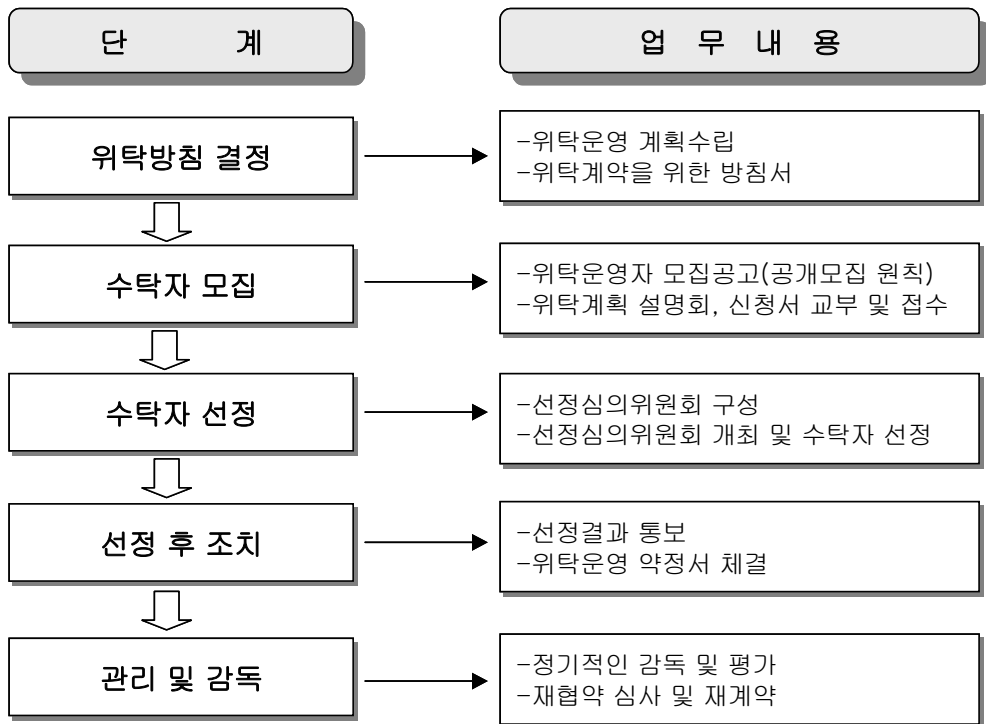 단 계
업 무 내 용
위탁방침 결정
-위탁운영 계획수립
-위탁계약을 위한 방침서
수탁자 모집
-위탁운영자 모집공고(공개모집 원칙)
-위탁계획 설명회, 신청서 교부 및 접수
수탁자 선정
-선정심의위원회 구성
-선정심의위원회 개최 및 수탁자 선정
선정 후 조치
-선정결과 통보
-위탁운영 약정서 체결
관리 및 감독
-정기적인 감독 및 평가
-재협약 심사 및 재계약